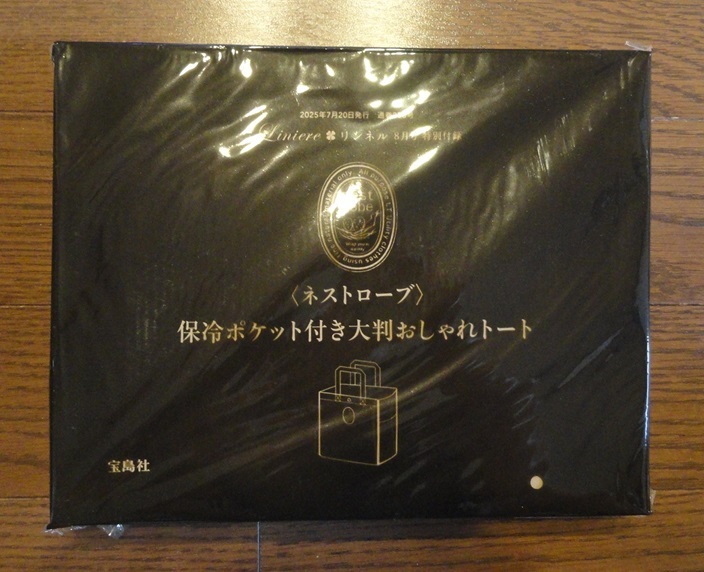 2025年7月20日発行
Liniere リンネル 8月号特別付録
〈ネストローブ〉
保冷ポケット付き大判おしゃれトート
宝島社